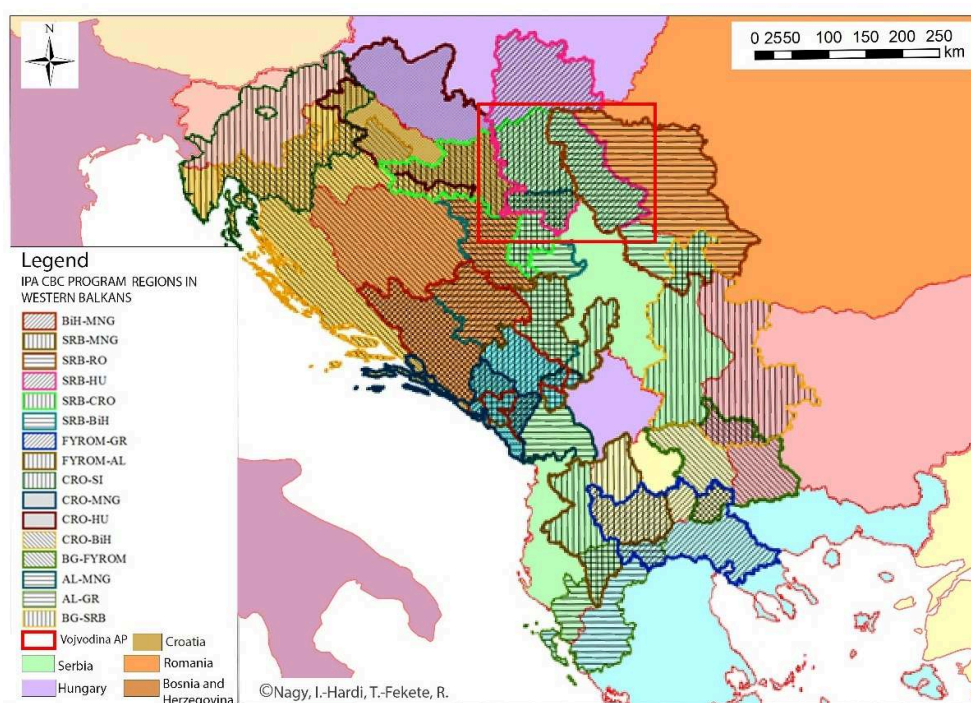 N
0 2550 100 150 200 250
km
Legend
IPA CBC PROGRAM REGIONS IN
WESTERN BALKANS
BiH-MNG
SRB-MNG
SRB-RO
SRB-HU
SRB-CRO
SRB-BiH
FYROM-GR
FYROM-AL
CRO-SI
CRO-MNG
CRO-HU
CRO-BiH
BG-FYROM
AL-MNG
AL-GR
BG-SRB
Vojvodina AP
Croatia
Serbia
Romania
Hungary
Bosnia and
Herzegovina
©Nagy, I.-Hardi, T.-Fekete, R.